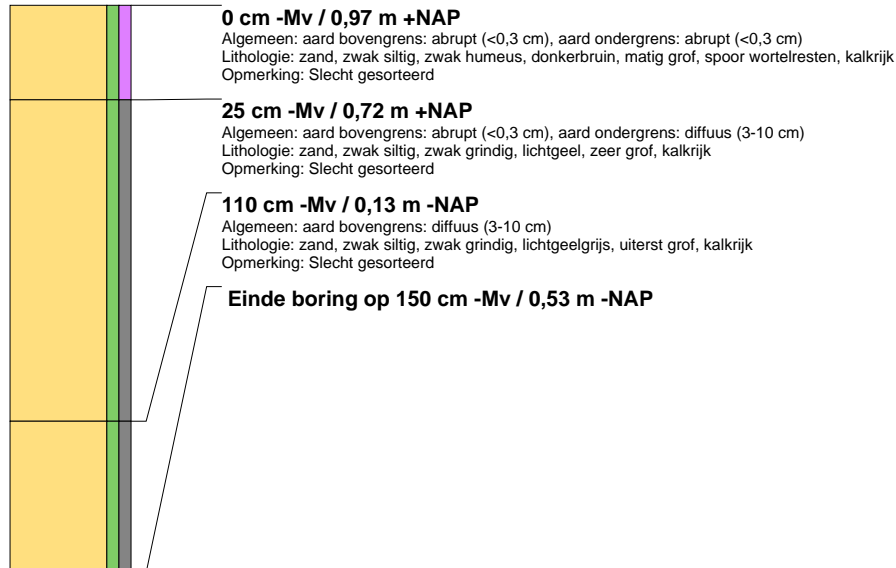 0 cm -Mv / 0,97 m +NAP
Algemeen: aard bovengrens: abrupt (<0,3 cm), aard ondergrens: abrupt (<0,3 cm)
Lithologie: zand, zwak siltig, zwak humeus, donkerbruin, matig grof, spoor wortelresten, kalkrijk
Opmerking: Slecht gesorteerd
25 cm -Mv / 0,72 m +NAP
Algemeen: aard bovengrens: abrupt (<0,3 cm), aard ondergrens: diffuus (3-10 cm)
Lithologie: zand, zwak siltig, zwak grindig, lichtgeel, zeer grof, kalkrijk
Opmerking: Slecht gesorteerd
110 cm -Mv / 0,13 m -NAP
Algemeen: aard bovengrens: diffuus (3-10 cm)
Lithologie: zand, zwak siltig, zwak grindig, lichtgeelgrijs, uiterst grof, kalkrijk
Opmerking: Slecht gesorteerd
Einde boring op 150 cm -Mv / 0,53 m -NAP